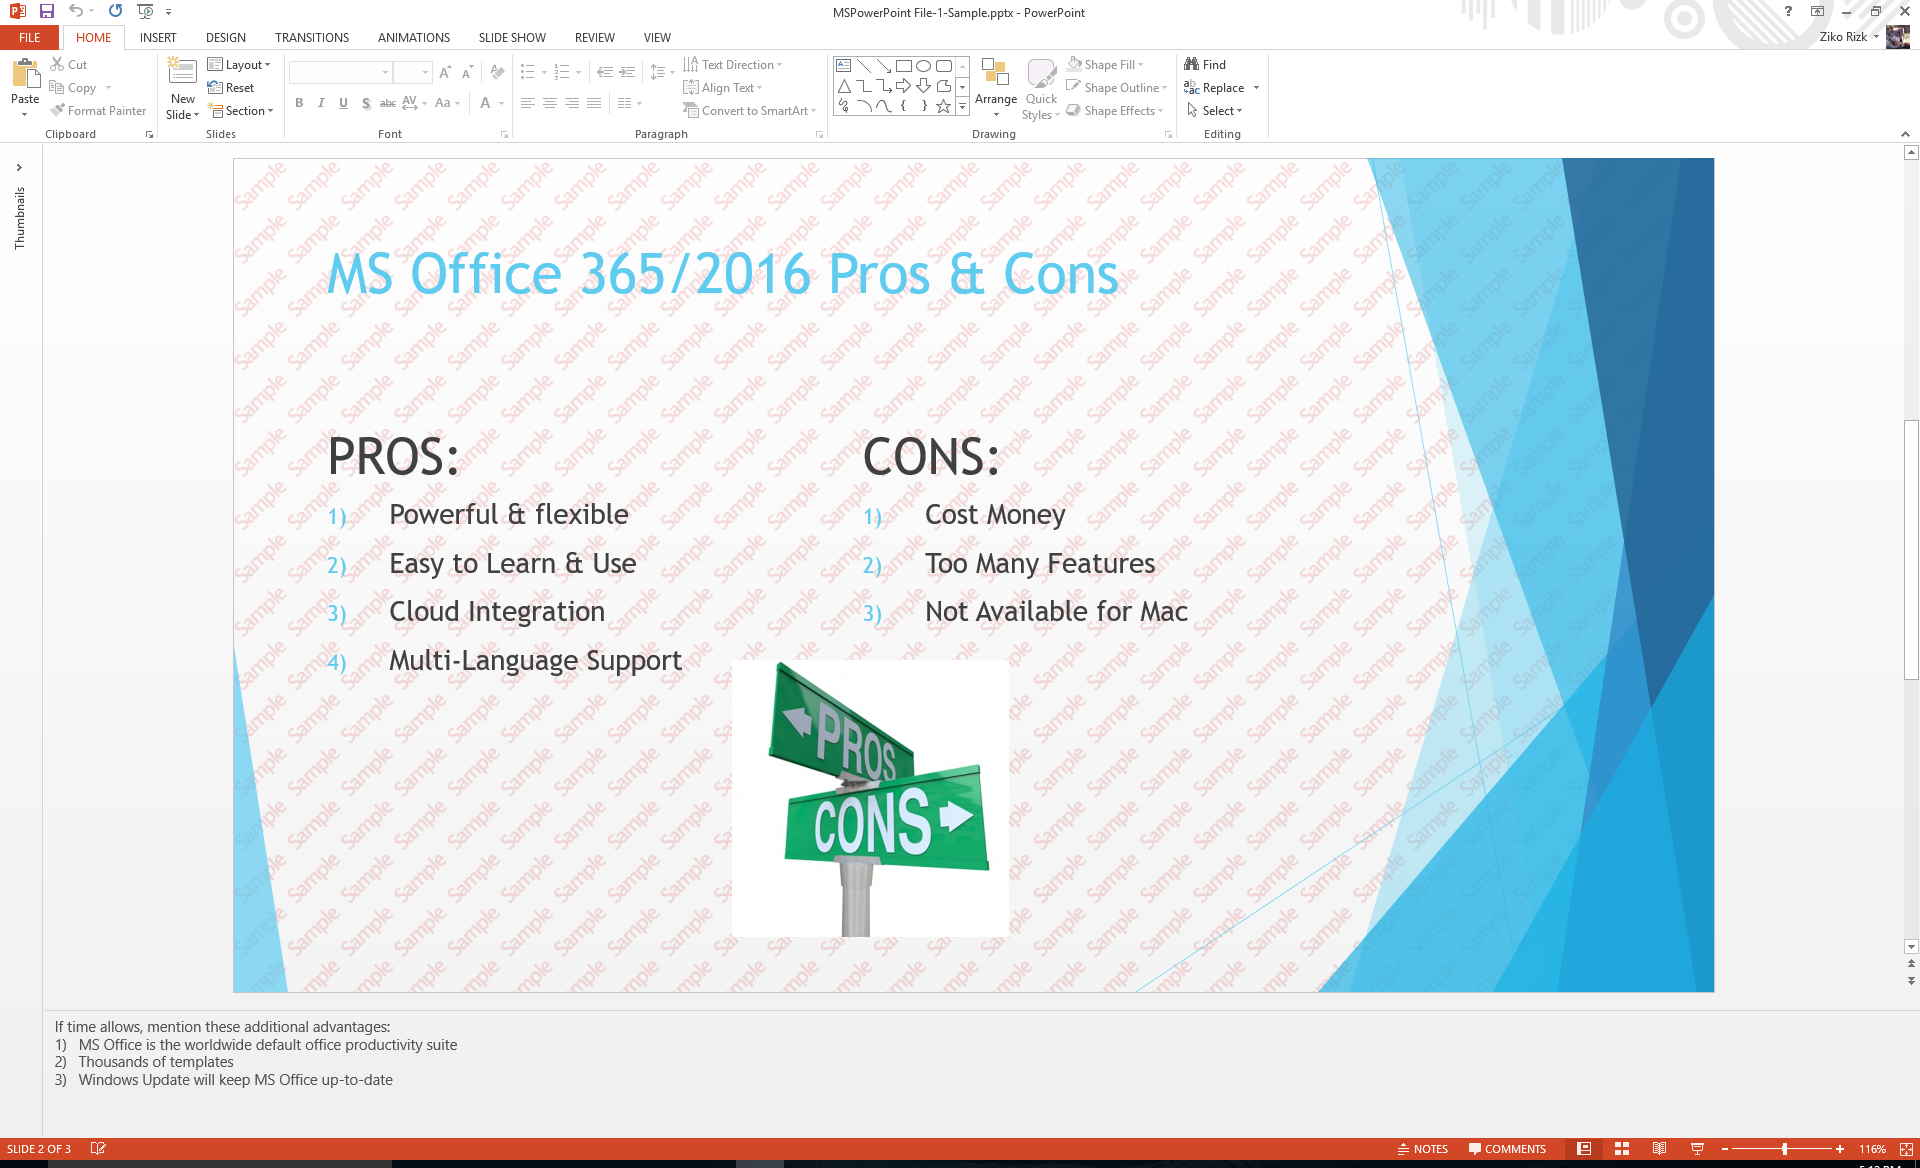 MSPowerPoint File-1-Sample.pptx - PowerPoint
FILE HOME INSERT DESIGN TRANSITIONS ANIMATIONS SLIDE SHOW REVIEW VIEW
Ziko Rizk
Paste
Cut
Copy
Format Painter
Clipboard
New
Slide
Layout
Reset
Section
Slides
Font
Text Direction
Align Text
Convert to SmartArt
Paragraph
Arrange
Quick
Styles
Shape Fill
Shape Outline
Shape Effects
Drawing
Find
Replace
Select
Editing
Thumbnails
Sample
MS Office 365/2016 Pros & Cons
PROS:
1) Powerful & flexible
2) Easy to Learn & Use
3) Cloud Integration
4) Multi-Language Support
CONS:
1) Cost Money
2) Too Many Features
3) Not Available for Mac
PROS
CONS
If time allows, mention these additional advantages:
1) MS Office is the worldwide default office productivity suite
2) Thousands of templates
3) Windows Update will keep MS Office up-to-date
SLIDE 2 OF 3
NOTES
COMMENTS
116%